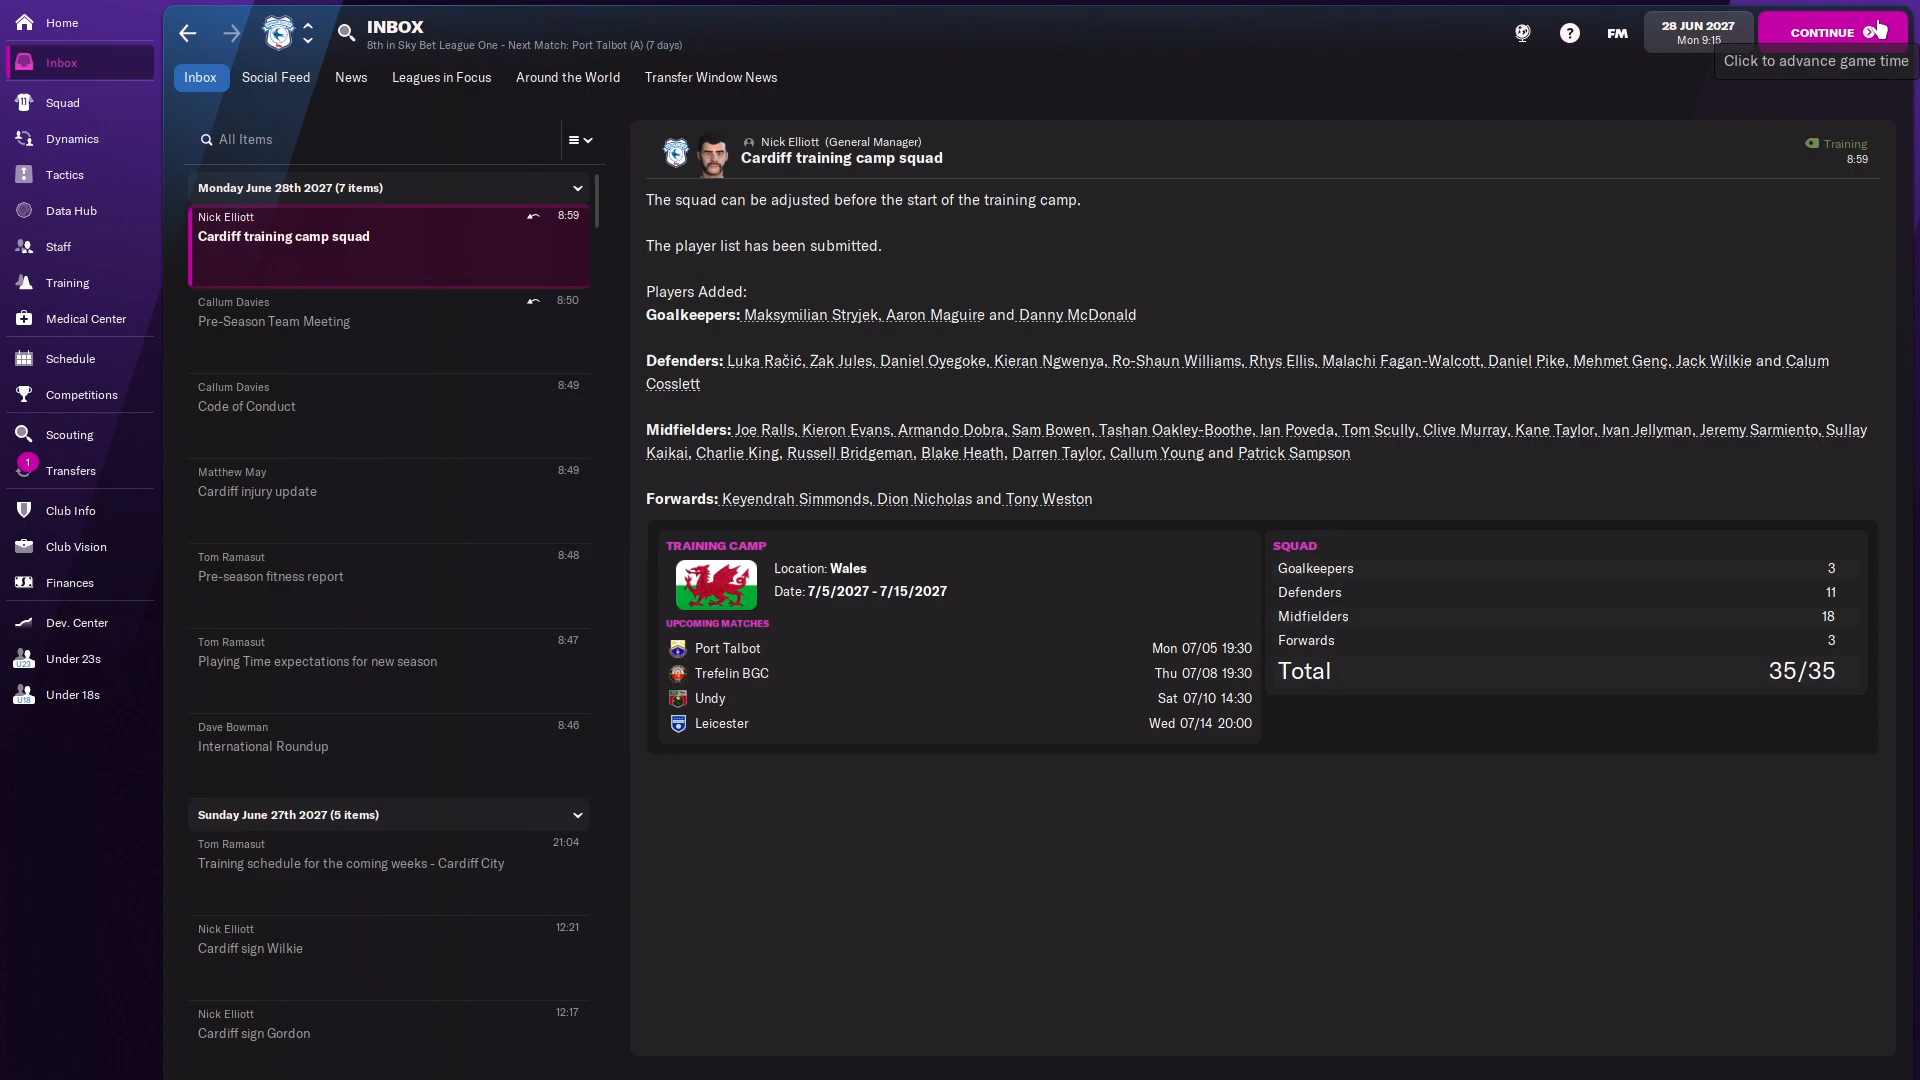 Home
INBOX
8th in Sky Bet League One - Next Match: Port Talbot (A) (7 days)
FM
28 JUN 2027
Mon 9:15
CONTINUE
Click to advance game time
Inbox
Squad
Dynamics
Tactics
Data Hub
Staff
Training
Medical Center
Schedule
Competitions
Scouting
1
Transfers
Club Info
Club Vision
Finances
Dev. Center
U23
Under 23s
U18
Under 18s
Inbox
Social Feed
News
Leagues in Focus
Around the World
Transfer Window News
All Items
Monday June 28th 2027 (7 items)
Nick Elliott
8:59
Cardiff training camp squad
Callum Davies
8:50
Pre-Season Team Meeting
Callum Davies
8:49
Code of Conduct
Matthew May
8:49
Cardiff injury update
Tom Ramasut
8:48
Pre-season fitness report
Tom Ramasut
8:47
Playing Time expectations for new season
Dave Bowman
8:46
International Roundup
Sunday June 27th 2027 (5 items)
Tom Ramasut
21:04
Training schedule for the coming weeks - Cardiff City
Nick Elliott
12:21
Cardiff sign Wilkie
Nick Elliott
12:17
Cardiff sign Gordon
Nick Elliott (General Manager)
Cardiff training camp squad
Training
8:59
The squad can be adjusted before the start of the training camp.
The player list has been submitted.
Players Added:
Goalkeepers: Maksymilian Stryjek, Aaron Maguire and Danny McDonald
Defenders: Luka Račić, Zak Jules, Daniel Oyegoke, Kieran Ngwenya, Ro-Shaun Williams, Rhys Ellis, Malachi Fagan-Walcott, Daniel Pike, Mehmet Genç, Jack Wilkie and Calum
Cosslett
Midfielders: Joe Ralls, Kieron Evans, Armando Dobra, Sam Bowen, Tashan Oakley-Boothe, Ian Poveda, Tom Scully, Clive Murray, Kane Taylor, Ivan Jellyman, Jeremy Sarmiento, Sullay
Kaikai, Charlie King, Russell Bridgeman, Blake Heath, Darren Taylor, Callum Young and Patrick Sampson
Forwards: Keyendrah Simmonds, Dion Nicholas and Tony Weston
TRAINING CAMP
Location: Wales
Date: 7/5/2027 - 7/15/2027
UPCOMING MATCHES
Port Talbot Mon 07/05 19:30
Trefelin BGC Thu 07/08 19:30
Undy Sat 07/10 14:30
Leicester Wed 07/14 20:00
SQUAD
Goalkeepers 3
Defenders 11
Midfielders 18
Forwards 3
Total 35/35